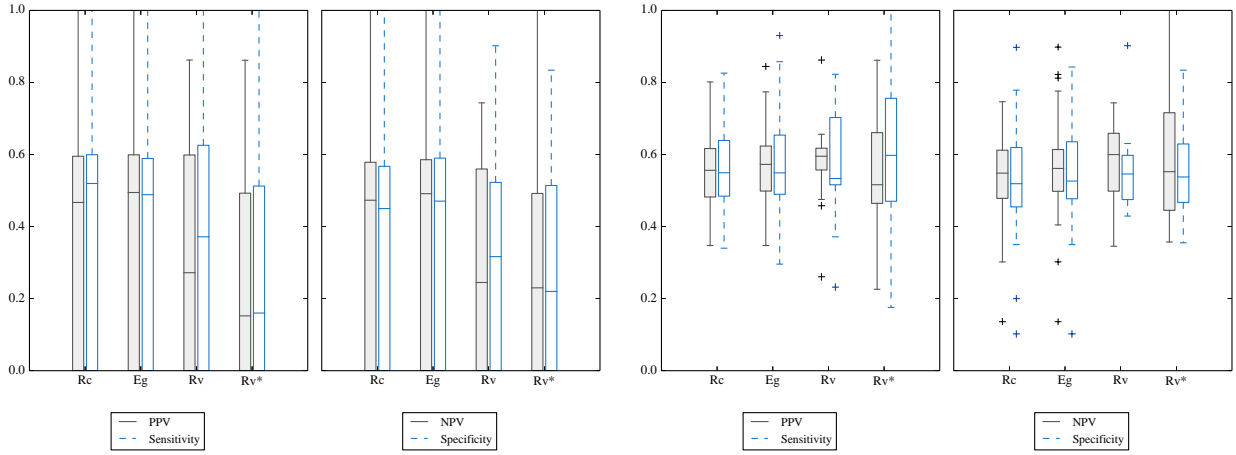 1.0
0.8
0.6
0.4
0.2
0.0
Rc Eg Rv Rv*
PPV
Sensitivity
Rc Eg Rv Rv*
NPV
Specificity
1.0
0.8
0.6
0.4
0.2
0.0
Rc Eg Rv Rv*
PPV
Sensitivity
Rc Eg Rv Rv*
NPV
Specificity